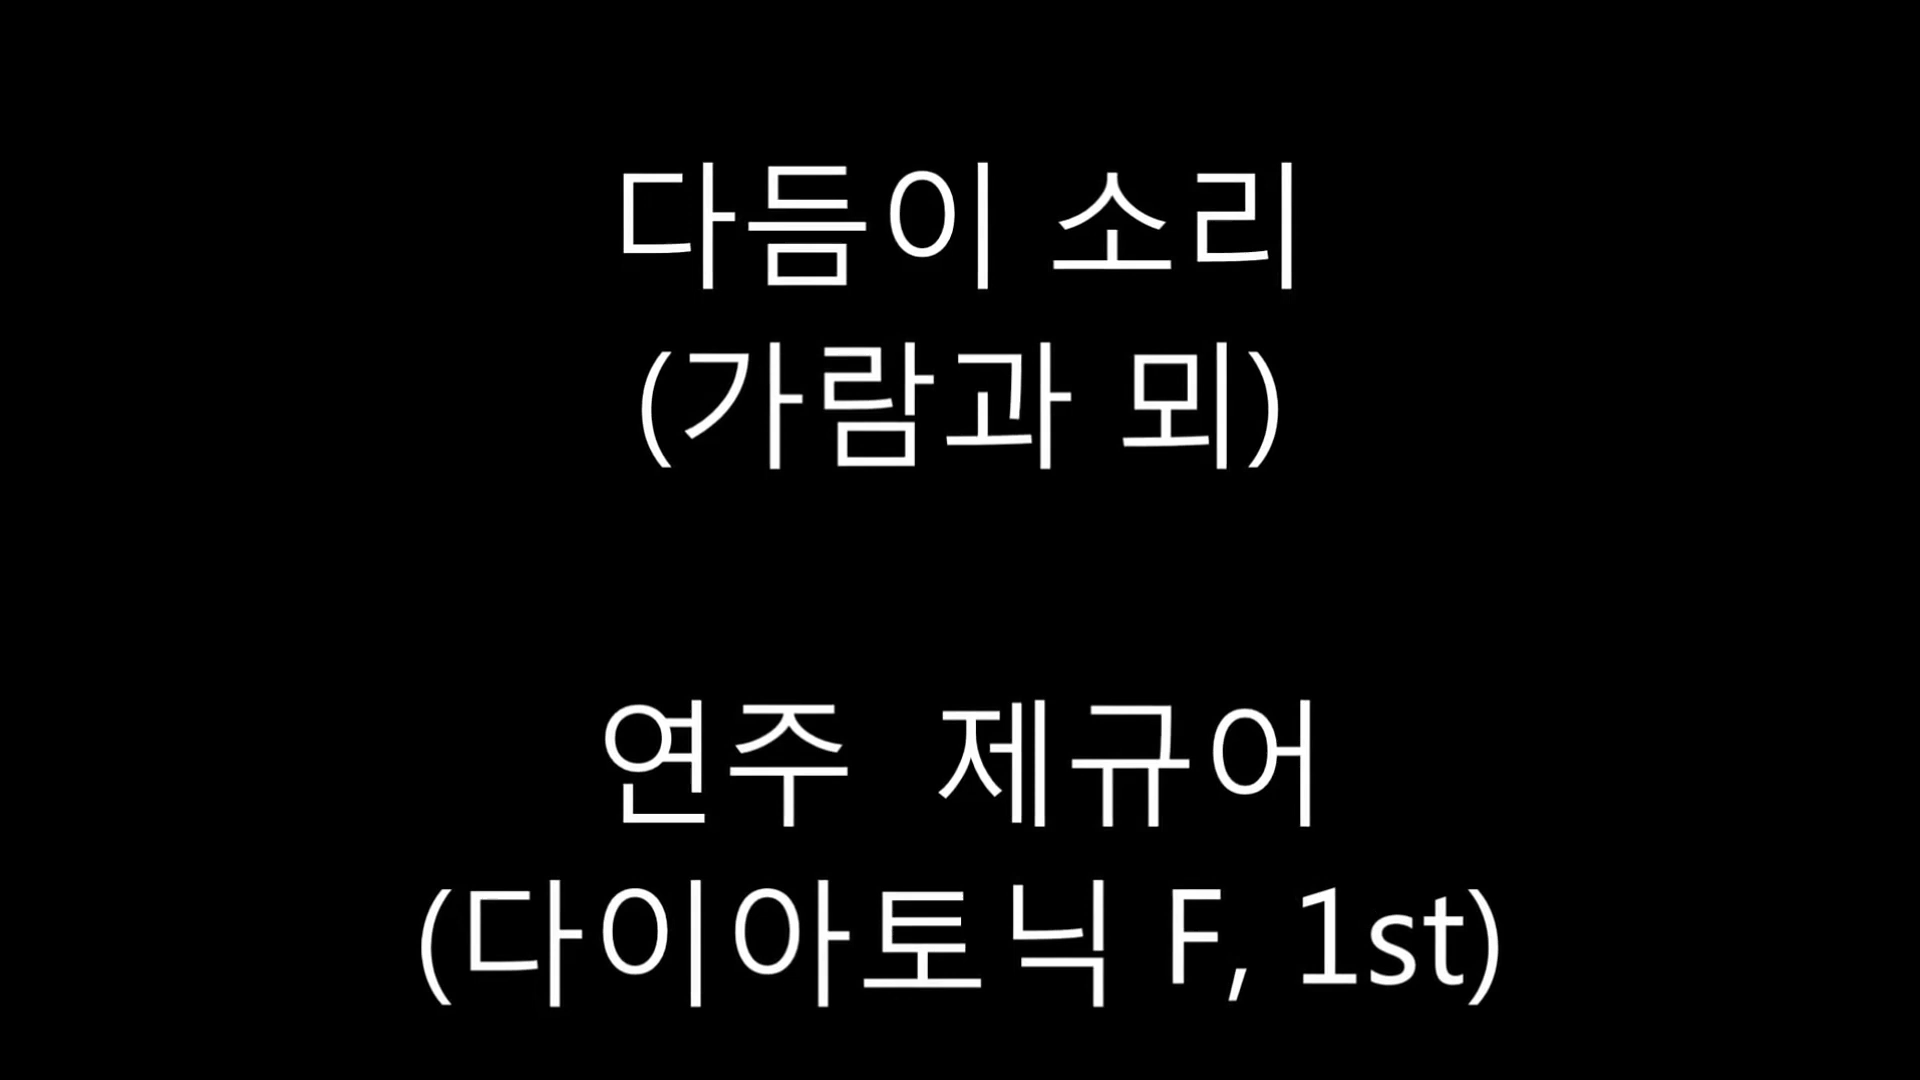 다듬이 소리
(가람과 뫼)
연주  제규어
(다이아토닉 F, 1st)